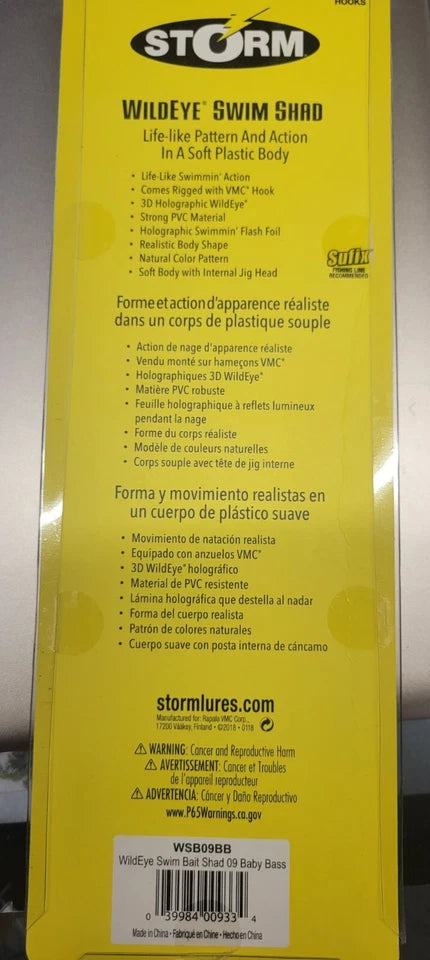 HOOKS
STORM
WILDEYE® SWIM SHAD
Life-like Pattern And Action
In A Soft Plastic Body
• Life-Like Swimmin' Action
• Comes Rigged with VMC® Hook
• 3D Holographic WildEye®
• Strong PVC Material
• Holographic Swimmin' Flash Foil
• Realistic Body Shape
• Natural Color Pattern
• Soft Body with Internal Jig Head
Sufix
FISHING LINE
RECOMMENDED
Forme et action d'apparence réaliste
dans un corps de plastique souple
• Action de nage d'apparence réaliste
• Vendu monté sur hameçons VMC®
• Holographiques 3D WildEye®
• Matière PVC robuste
• Feuille holographique à reflets lumineux
pendant la nage
• Forme du corps réaliste
• Modèle de couleurs naturelles
• Corps souple avec tête de jig interne
Forma y movimiento realistas en
un cuerpo de plástico suave
• Movimiento de natación realista
• Equipado con anzuelos VMC®
• 3D WildEye® holográfico
• Material de PVC resistente
• Lámina holográfica que destella al nadar
• Forma del cuerpo realista
• Patrón de colores naturales
• Cuerpo suave con posta interna de cáncamo
stormlures.com
Manufactured for: Rapala VMC Corp.,
17200 Vääksy, Finland • ©2018 • 0118
⚠ WARNING: Cancer and Reproductive Harm
⚠ AVERTISSEMENT: Cancer et Troubles
de l'appareil reproducteur
⚠ ADVERTENCIA: Cáncer y Daño Reproductivo
www.P65Warnings.ca.gov
WSB09BB
WildEye Swim Bait Shad 09 Baby Bass
0 39984 00933 4
Made in China • Fabriqué en Chine • Hecho en China